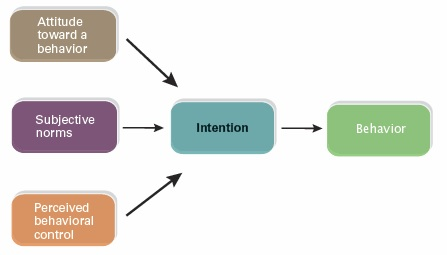 Attitude
toward a
behavior
Subjective
norms
Intention
Behavior
Perceived
behavioral
control